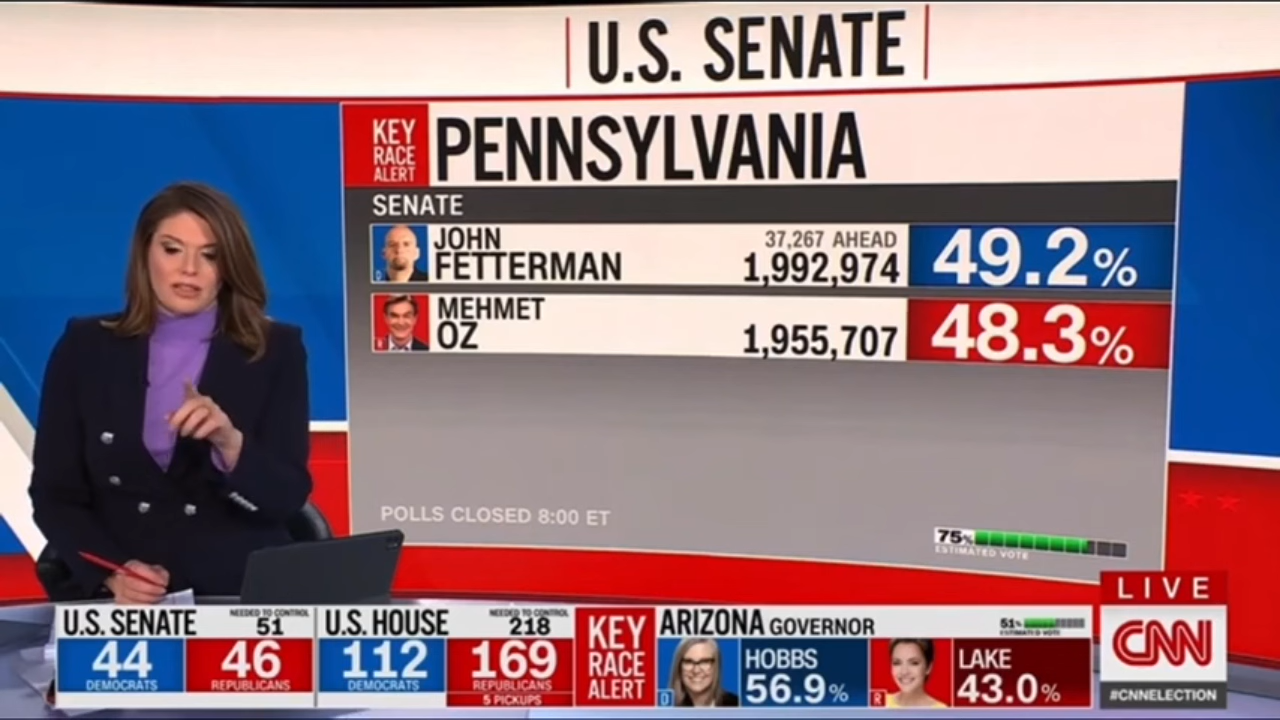 U.S. SENATE
KEY RACE ALERT
PENNSYLVANIA
SENATE
JOHN FETTERMAN
D
37,267 AHEAD
1,992,974
49.2%
MEHMET OZ
R
1,955,707
48.3%
POLLS CLOSED 8:00 ET
75%
ESTIMATED VOTE
U.S. SENATE
NEEDED TO CONTROL
51
44
DEMOCRATS
46
REPUBLICANS
U.S. HOUSE
NEEDED TO CONTROL
218
112
DEMOCRATS
169
REPUBLICANS
5 PICKUPS
KEY RACE ALERT
ARIZONA GOVERNOR
51%
ESTIMATED VOTE
D
HOBBS
56.9%
R
LAKE
43.0%
LIVE
CNN
#CNNELECTION